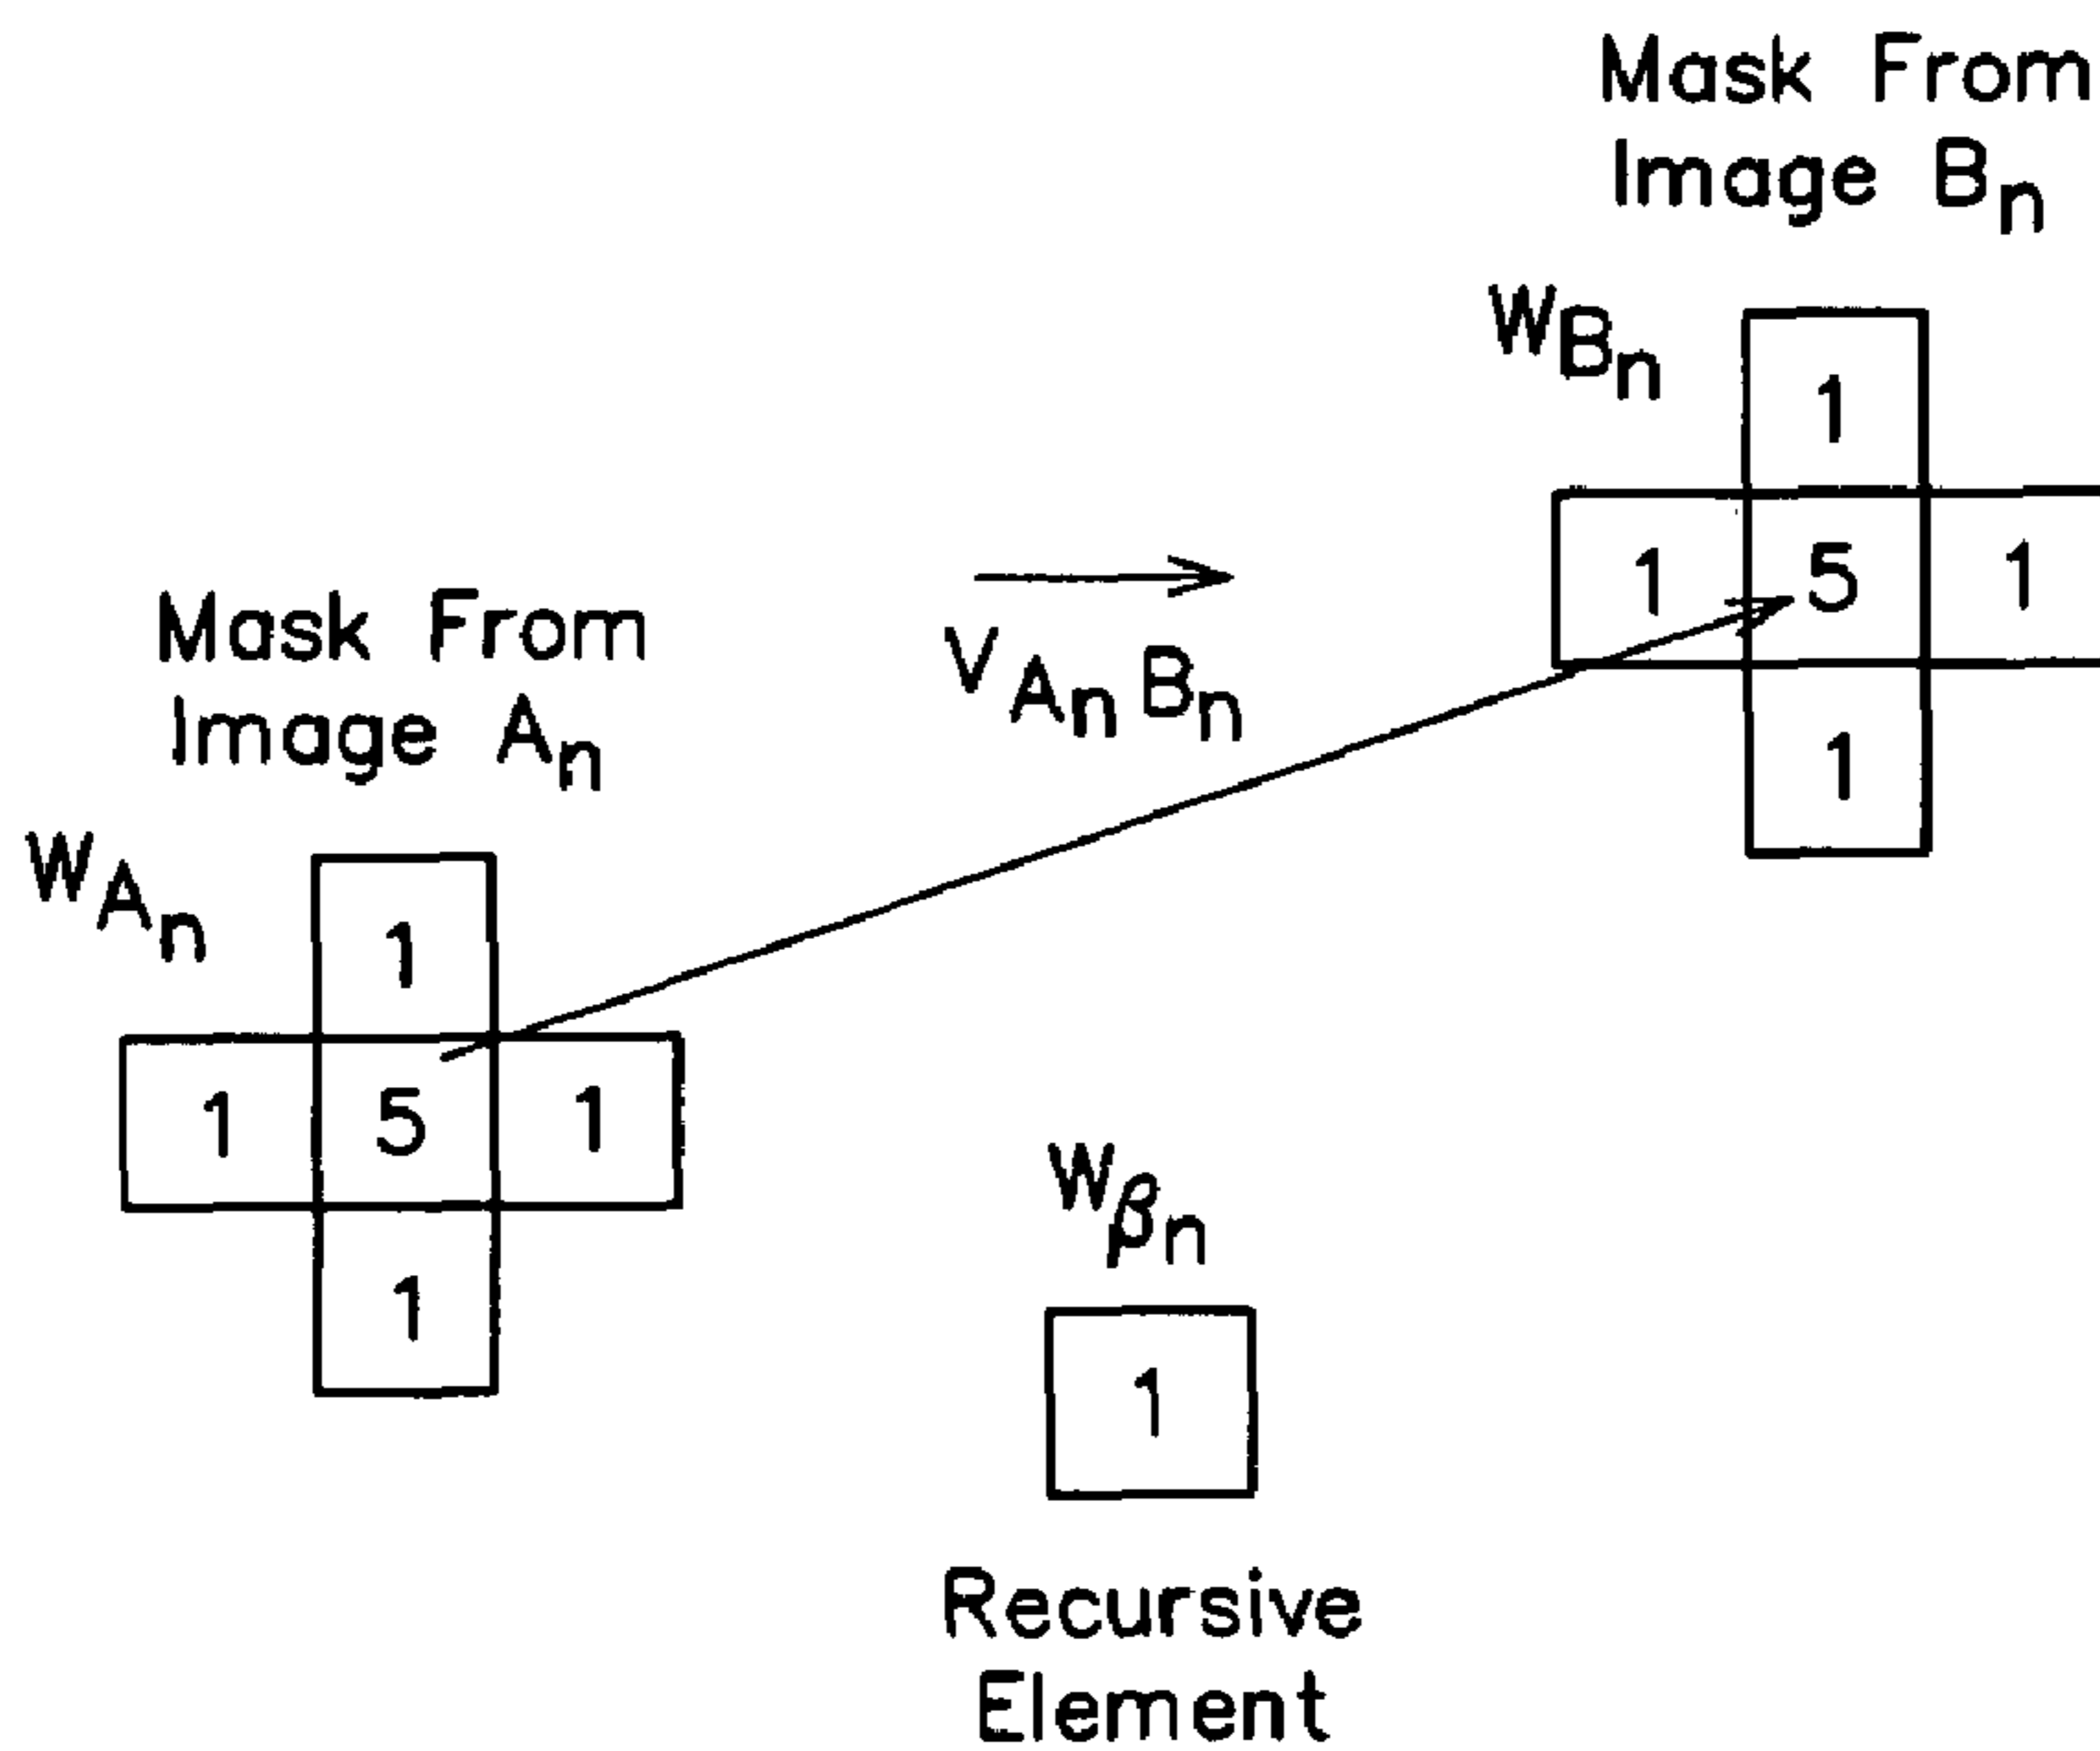 Mask From
Image Bn
WBn
1
1 5 1
1
VAnBn
Mask From
Image An
WAn
1
1 5 1
1
Wβn
1
Recursive
Element